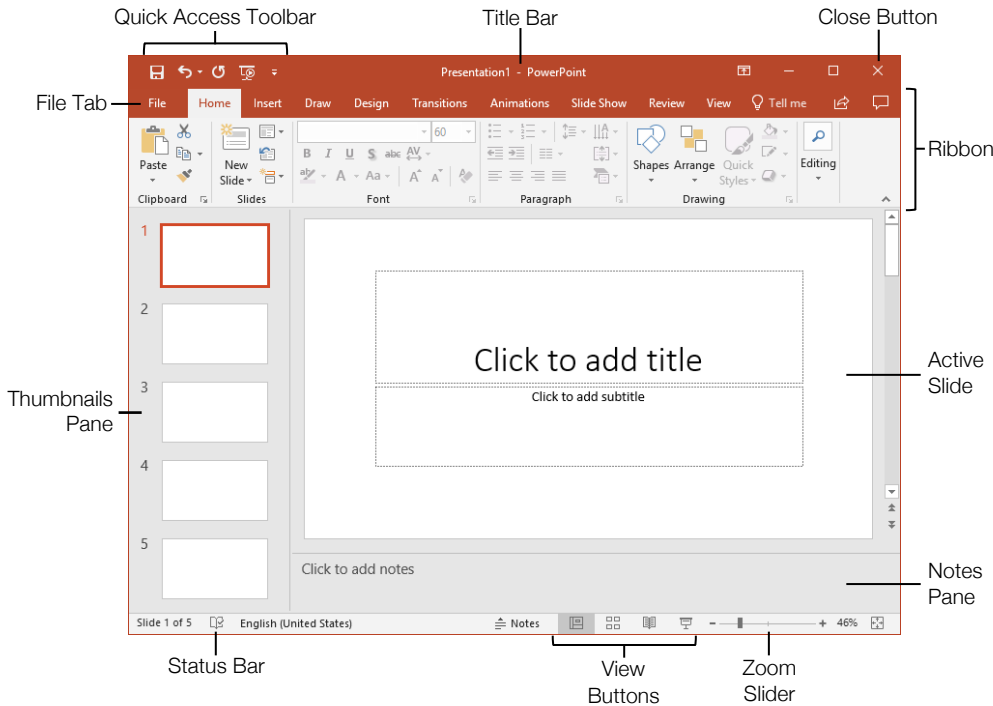 Quick Access Toolbar
Title Bar
Close Button
Presentation1 - PowerPoint
File Tab
File Home Insert Draw Design Transitions Animations Slide Show Review View Tell me
60
B I U S abc AV
Paste
New
Slide
A Aa A A
Shapes Arrange Quick
Styles
Editing
Ribbon
Clipboard Slides Font Paragraph Drawing
1
2
3
4
5
Click to add title
Click to add subtitle
Thumbnails
Pane
Active
Slide
Click to add notes
Notes
Pane
Slide 1 of 5 English (United States) Notes 46%
Status Bar
View
Buttons
Zoom
Slider